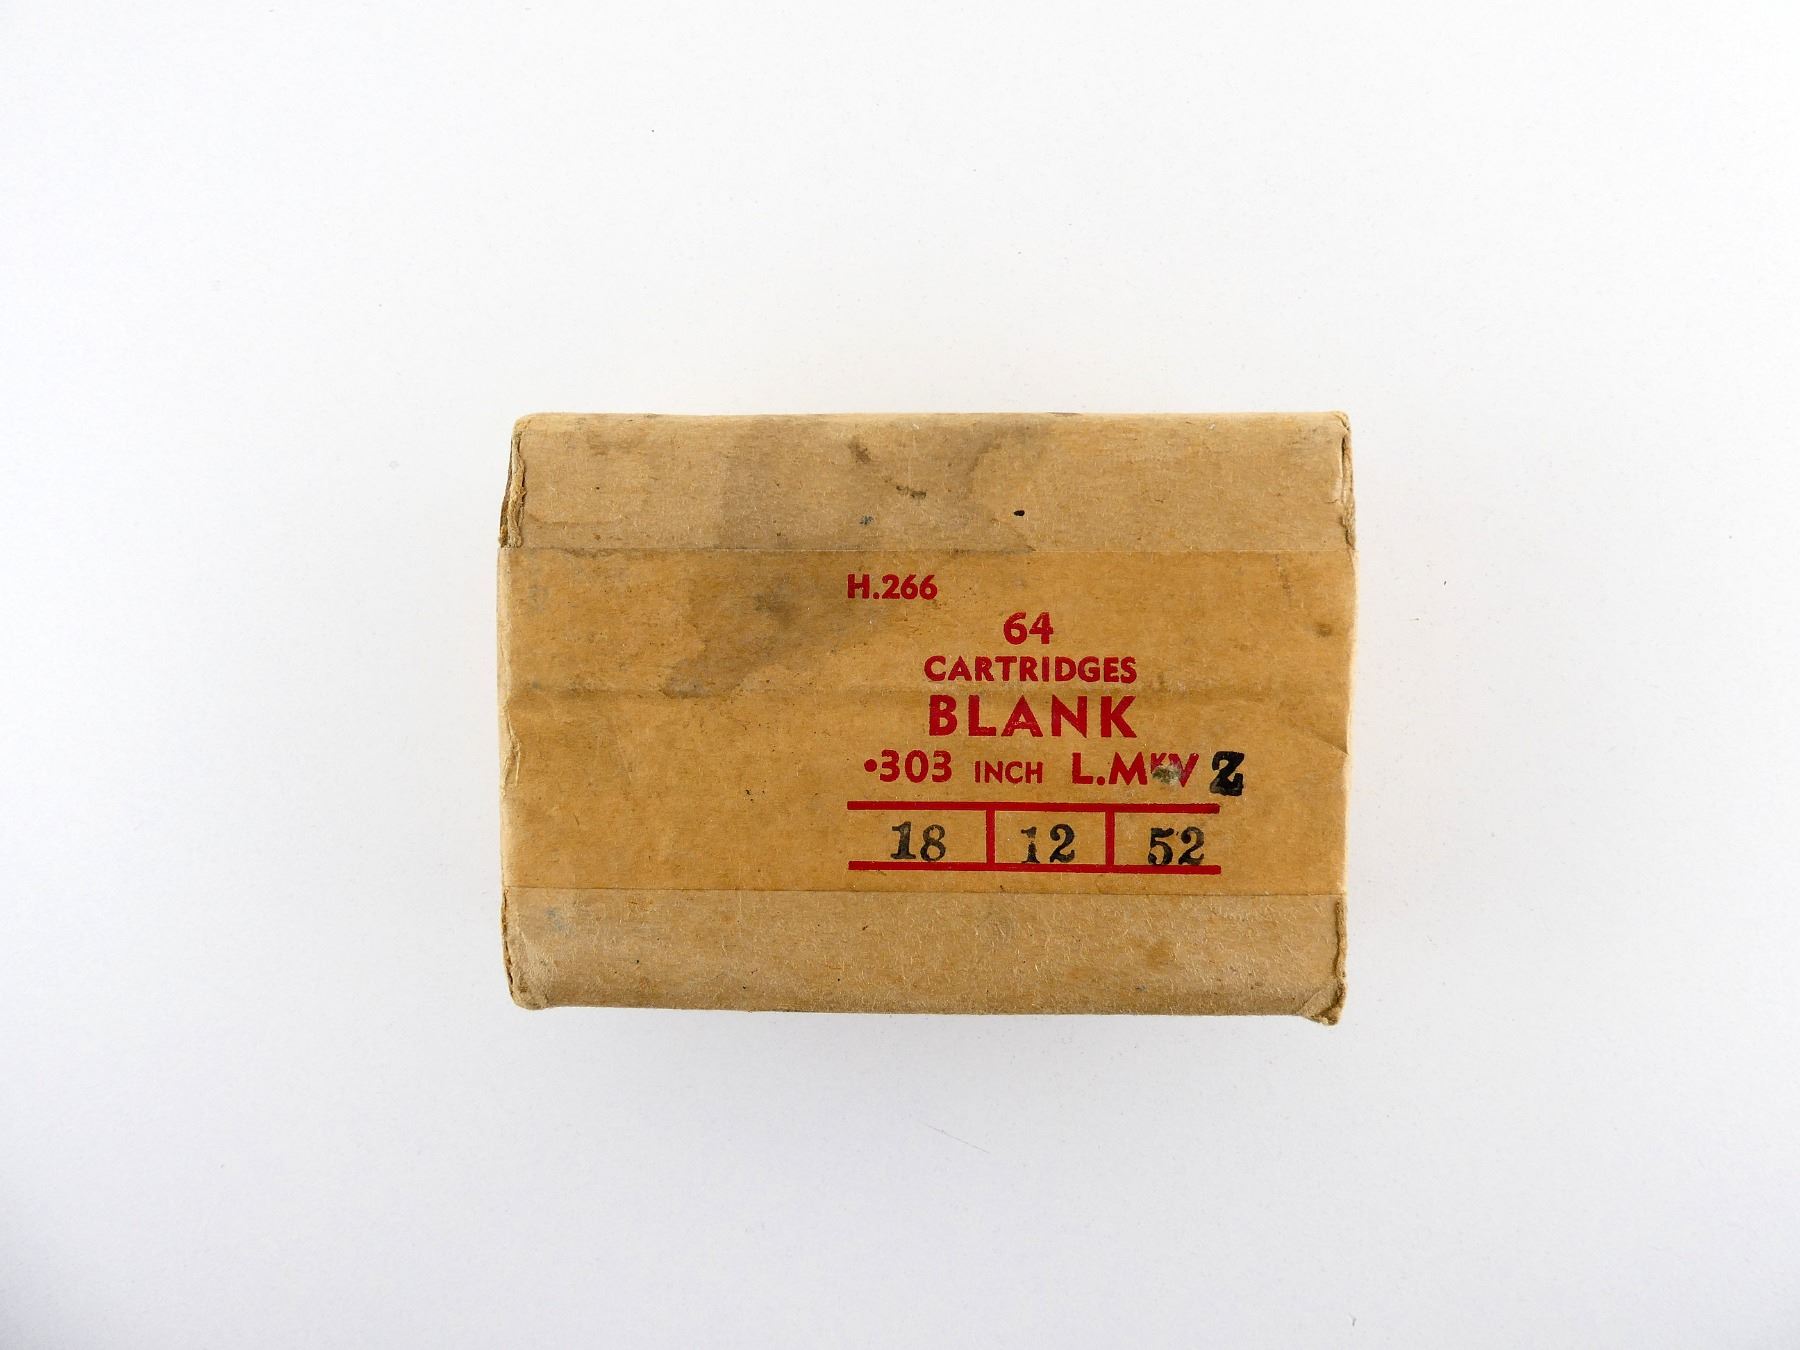 H.266
64
CARTRIDGES
BLANK
·303 INCH L.MKV Z
18 12 52